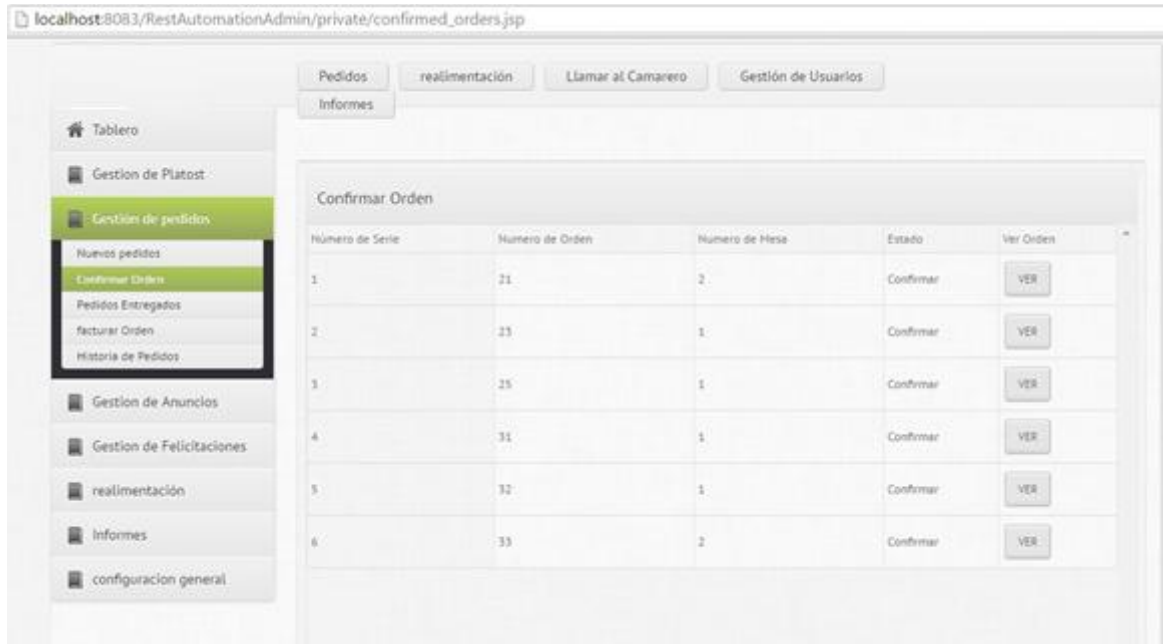 localhost:8083/RestAutomationAdmin/private/confirmed_orders.jsp
Pedidos realimentación Llamar al Camarero Gestión de Usuarios
Informes
Tablero
Gestion de Platost
Gestión de pedidos
Nuevos pedidos
Confirmar Orden
Pedidos Entregados
facturar Orden
Historia de Pedidos
Gestion de Anuncios
Gestion de Felicitaciones
realimentación
Informes
configuracion general
Confirmar Orden
Número de Serie Numero de Orden Numero de Mesa Estado Ver Orden
1 21 2 Confirmar VER
2 23 1 Confirmar VER
3 25 1 Confirmar VER
4 31 1 Confirmar VER
5 32 1 Confirmar VER
6 33 2 Confirmar VER